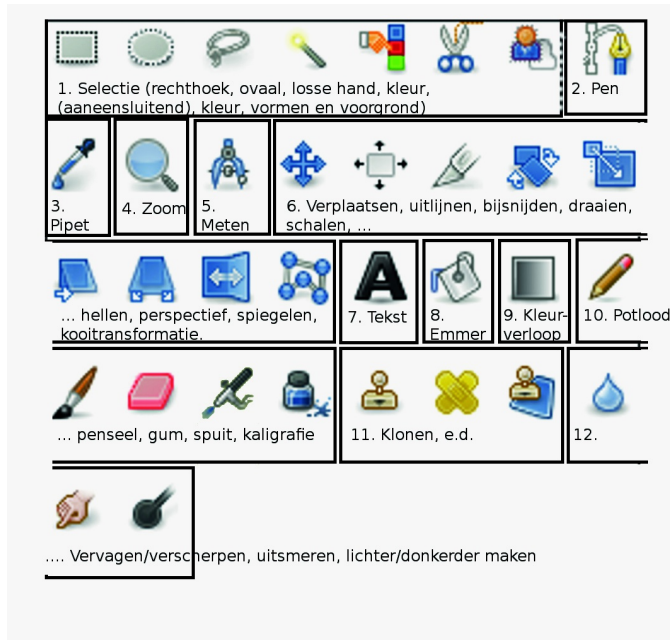 1. Selectie (rechthoek, ovaal, losse hand, kleur,
(aaneensluitend), kleur, vormen en voorgrond)
2. Pen
3.
Pipet
4. Zoom
5.
Meten
6. Verplaatsen, uitlijnen, bijsnijden, draaien,
schalen, ...
... hellen, perspectief, spiegelen,
kooitransformatie.
7. Tekst
8.
Emmer
9. Kleur-
verloop
10. Potlood
... penseel, gum, spuit, kaligrafie
11. Klonen, e.d.
12.
.... Vervagen/verscherpen, uitsmeren, lichter/donkerder maken